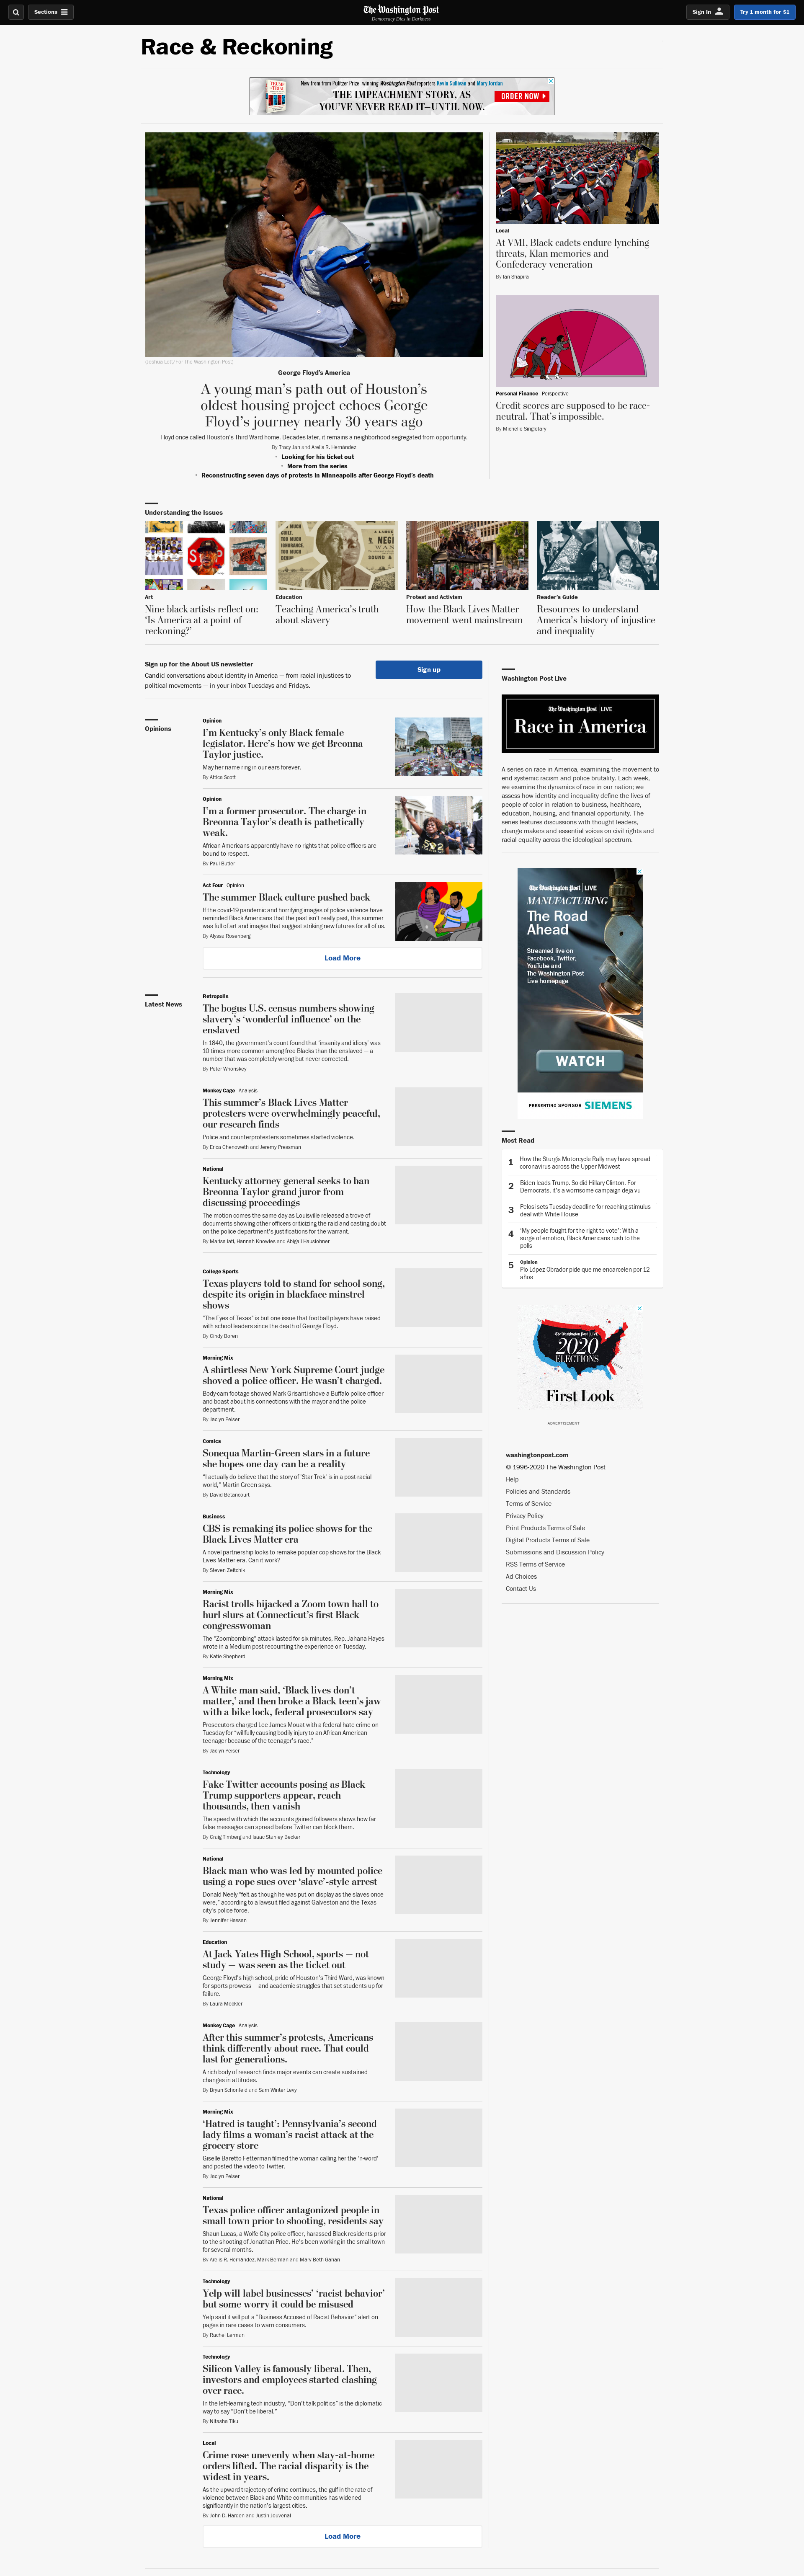 Sections
The Washington Post
Democracy Dies in Darkness
Sign In
Try 1 month for $1
Race & Reckoning
New from Pulitzer Prize-winning Washington Post reporters Kevin Sullivan and Mary Jordan
THE IMPEACHMENT STORY, AS
YOU'VE NEVER READ IT—UNTIL NOW.
ORDER NOW
(Joshua Lott/For The Washington Post)
George Floyd's America
A young man's path out of Houston's
oldest housing project echoes George
Floyd's journey nearly 30 years ago
Floyd once called Houston's Third Ward home. Decades later, it remains a neighborhood segregated from opportunity.
By Tracy Jan and Arelis R. Hernández
• Looking for his ticket out
• More from the series
• Reconstructing seven days of protests in Minneapolis after George Floyd's death
Local
At VMI, Black cadets endure lynching
threats, Klan memories and
Confederacy veneration
By Ian Shapira
Personal Finance Perspective
Credit scores are supposed to be race-
neutral. That's impossible.
By Michelle Singletary
Understanding the Issues
STOP
Art
Nine black artists reflect on:
'Is America at a point of
reckoning?'
Education
Teaching America's truth
about slavery
Protest and Activism
How the Black Lives Matter
movement went mainstream
Reader's Guide
Resources to understand
America's history of injustice
and inequality
Sign up for the About US newsletter
Candid conversations about identity in America — from racial injustices to
political movements — in your inbox Tuesdays and Fridays.
Sign up
Opinions
Opinion
I'm Kentucky's only Black female
legislator. Here's how we get Breonna
Taylor justice.
May her name ring in our ears forever.
By Attica Scott
Opinion
I'm a former prosecutor. The charge in
Breonna Taylor's death is pathetically
weak.
African Americans apparently have no rights that police officers are
bound to respect.
By Paul Butler
Act Four Opinion
The summer Black culture pushed back
If the covid-19 pandemic and horrifying images of police violence have
reminded Black Americans that the past isn't really past, this summer
was full of art and images that suggest striking new futures for all of us.
By Alyssa Rosenberg
Load More
Latest News
Retropolis
The bogus U.S. census numbers showing
slavery's 'wonderful influence' on the
enslaved
In 1840, the government's count found that 'insanity and idiocy' was
10 times more common among free Blacks than the enslaved — a
number that was completely wrong but never corrected.
By Peter Whoriskey
Monkey Cage Analysis
This summer's Black Lives Matter
protesters were overwhelmingly peaceful,
our research finds
Police and counterprotesters sometimes started violence.
By Erica Chenoweth and Jeremy Pressman
National
Kentucky attorney general seeks to ban
Breonna Taylor grand juror from
discussing proceedings
The motion comes the same day as Louisville released a trove of
documents showing other officers criticizing the raid and casting doubt
on the police department's justifications for the warrant.
By Marisa Iati, Hannah Knowles and Abigail Hauslohner
College Sports
Texas players told to stand for school song,
despite its origin in blackface minstrel
shows
"The Eyes of Texas" is but one issue that football players have raised
with school leaders since the death of George Floyd.
By Cindy Boren
Morning Mix
A shirtless New York Supreme Court judge
shoved a police officer. He wasn't charged.
Body-cam footage showed Mark Grisanti shove a Buffalo police officer
and boast about his connections with the mayor and the police
department.
By Jaclyn Peiser
Comics
Sonequa Martin-Green stars in a future
she hopes one day can be a reality
"I actually do believe that the story of 'Star Trek' is in a post-racial
world," Martin-Green says.
By David Betancourt
Business
CBS is remaking its police shows for the
Black Lives Matter era
A novel partnership looks to remake popular cop shows for the Black
Lives Matter era. Can it work?
By Steven Zeitchik
Morning Mix
Racist trolls hijacked a Zoom town hall to
hurl slurs at Connecticut's first Black
congresswoman
The "Zoombombing" attack lasted for six minutes, Rep. Jahana Hayes
wrote in a Medium post recounting the experience on Tuesday.
By Katie Shepherd
Morning Mix
A White man said, 'Black lives don't
matter,' and then broke a Black teen's jaw
with a bike lock, federal prosecutors say
Prosecutors charged Lee James Mouat with a federal hate crime on
Tuesday for "willfully causing bodily injury to an African-American
teenager because of the teenager's race."
By Jaclyn Peiser
Technology
Fake Twitter accounts posing as Black
Trump supporters appear, reach
thousands, then vanish
The speed with which the accounts gained followers shows how far
false messages can spread before Twitter can block them.
By Craig Timberg and Isaac Stanley-Becker
National
Black man who was led by mounted police
using a rope sues over 'slave'-style arrest
Donald Neely "felt as though he was put on display as the slaves once
were," according to a lawsuit filed against Galveston and the Texas
city's police force.
By Jennifer Hassan
Education
At Jack Yates High School, sports — not
study — was seen as the ticket out
George Floyd's high school, pride of Houston's Third Ward, was known
for sports prowess — and academic struggles that set students up for
failure.
By Laura Meckler
Monkey Cage Analysis
After this summer's protests, Americans
think differently about race. That could
last for generations.
A rich body of research finds major events can create sustained
changes in attitudes.
By Bryan Schonfeld and Sam Winter-Levy
Morning Mix
'Hatred is taught': Pennsylvania's second
lady films a woman's racist attack at the
grocery store
Giselle Baretto Fetterman filmed the woman calling her the 'n-word'
and posted the video to Twitter.
By Jaclyn Peiser
National
Texas police officer antagonized people in
small town prior to shooting, residents say
Shaun Lucas, a Wolfe City police officer, harassed Black residents prior
to the shooting of Jonathan Price. He's been working in the small town
for several months.
By Arelis R. Hernández, Mark Berman and Mary Beth Gahan
Technology
Yelp will label businesses' 'racist behavior'
but some worry it could be misused
Yelp said it will put a "Business Accused of Racist Behavior" alert on
pages in rare cases to warn consumers.
By Rachel Lerman
Technology
Silicon Valley is famously liberal. Then,
investors and employees started clashing
over race.
In the left-learning tech industry, "Don't talk politics" is the diplomatic
way to say "Don't be liberal."
By Nitasha Tiku
Local
Crime rose unevenly when stay-at-home
orders lifted. The racial disparity is the
widest in years.
As the upward trajectory of crime continues, the gulf in the rate of
violence between Black and White communities has widened
significantly in the nation's largest cities.
By John D. Harden and Justin Jouvenal
Load More
Washington Post Live
The Washington Post LIVE
Race in America
A series on race in America, examining the movement to
end systemic racism and police brutality. Each week,
we examine the dynamics of race in our nation; we
assess how identity and inequality define the lives of
people of color in relation to business, healthcare,
education, housing, and financial opportunity. The
series features discussions with thought leaders,
change makers and essential voices on civil rights and
racial equality across the ideological spectrum.
The Washington Post LIVE
MANUFACTURING
The Road
Ahead
Streamed live on
Facebook, Twitter,
YouTube and
The Washington Post
Live homepage
WATCH
PRESENTING SPONSOR SIEMENS
Most Read
1 How the Sturgis Motorcycle Rally may have spread
coronavirus across the Upper Midwest
2 Biden leads Trump. So did Hillary Clinton. For
Democrats, it's a worrisome campaign deja vu
3 Pelosi sets Tuesday deadline for reaching stimulus
deal with White House
4 'My people fought for the right to vote': With a
surge of emotion, Black Americans rush to the
polls
5 Opinion
Pío López Obrador pide que me encarcelen por 12
años
The Washington Post LIVE
2020
ELECTIONS
First Look
ADVERTISEMENT
washingtonpost.com
© 1996-2020 The Washington Post
Help
Policies and Standards
Terms of Service
Privacy Policy
Print Products Terms of Sale
Digital Products Terms of Sale
Submissions and Discussion Policy
RSS Terms of Service
Ad Choices
Contact Us